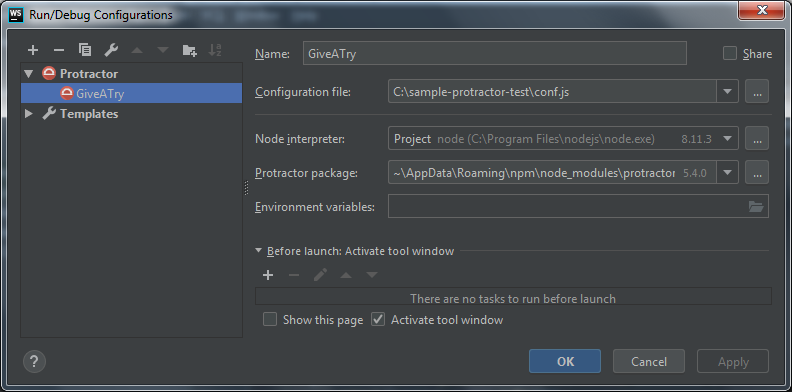 WS Run/Debug Configurations
Name: GiveATry Share
Protractor
GiveATry
Templates
Configuration file: C:\sample-protractor-test\conf.js ...
Node interpreter: Project node (C:\Program Files\nodejs\node.exe) 8.11.3 ...
Protractor package: ~\AppData\Roaming\npm\node_modules\protractor 5.4.0 ...
Environment variables:
Before launch: Activate tool window
There are no tasks to run before launch
Show this page Activate tool window
? OK Cancel Apply